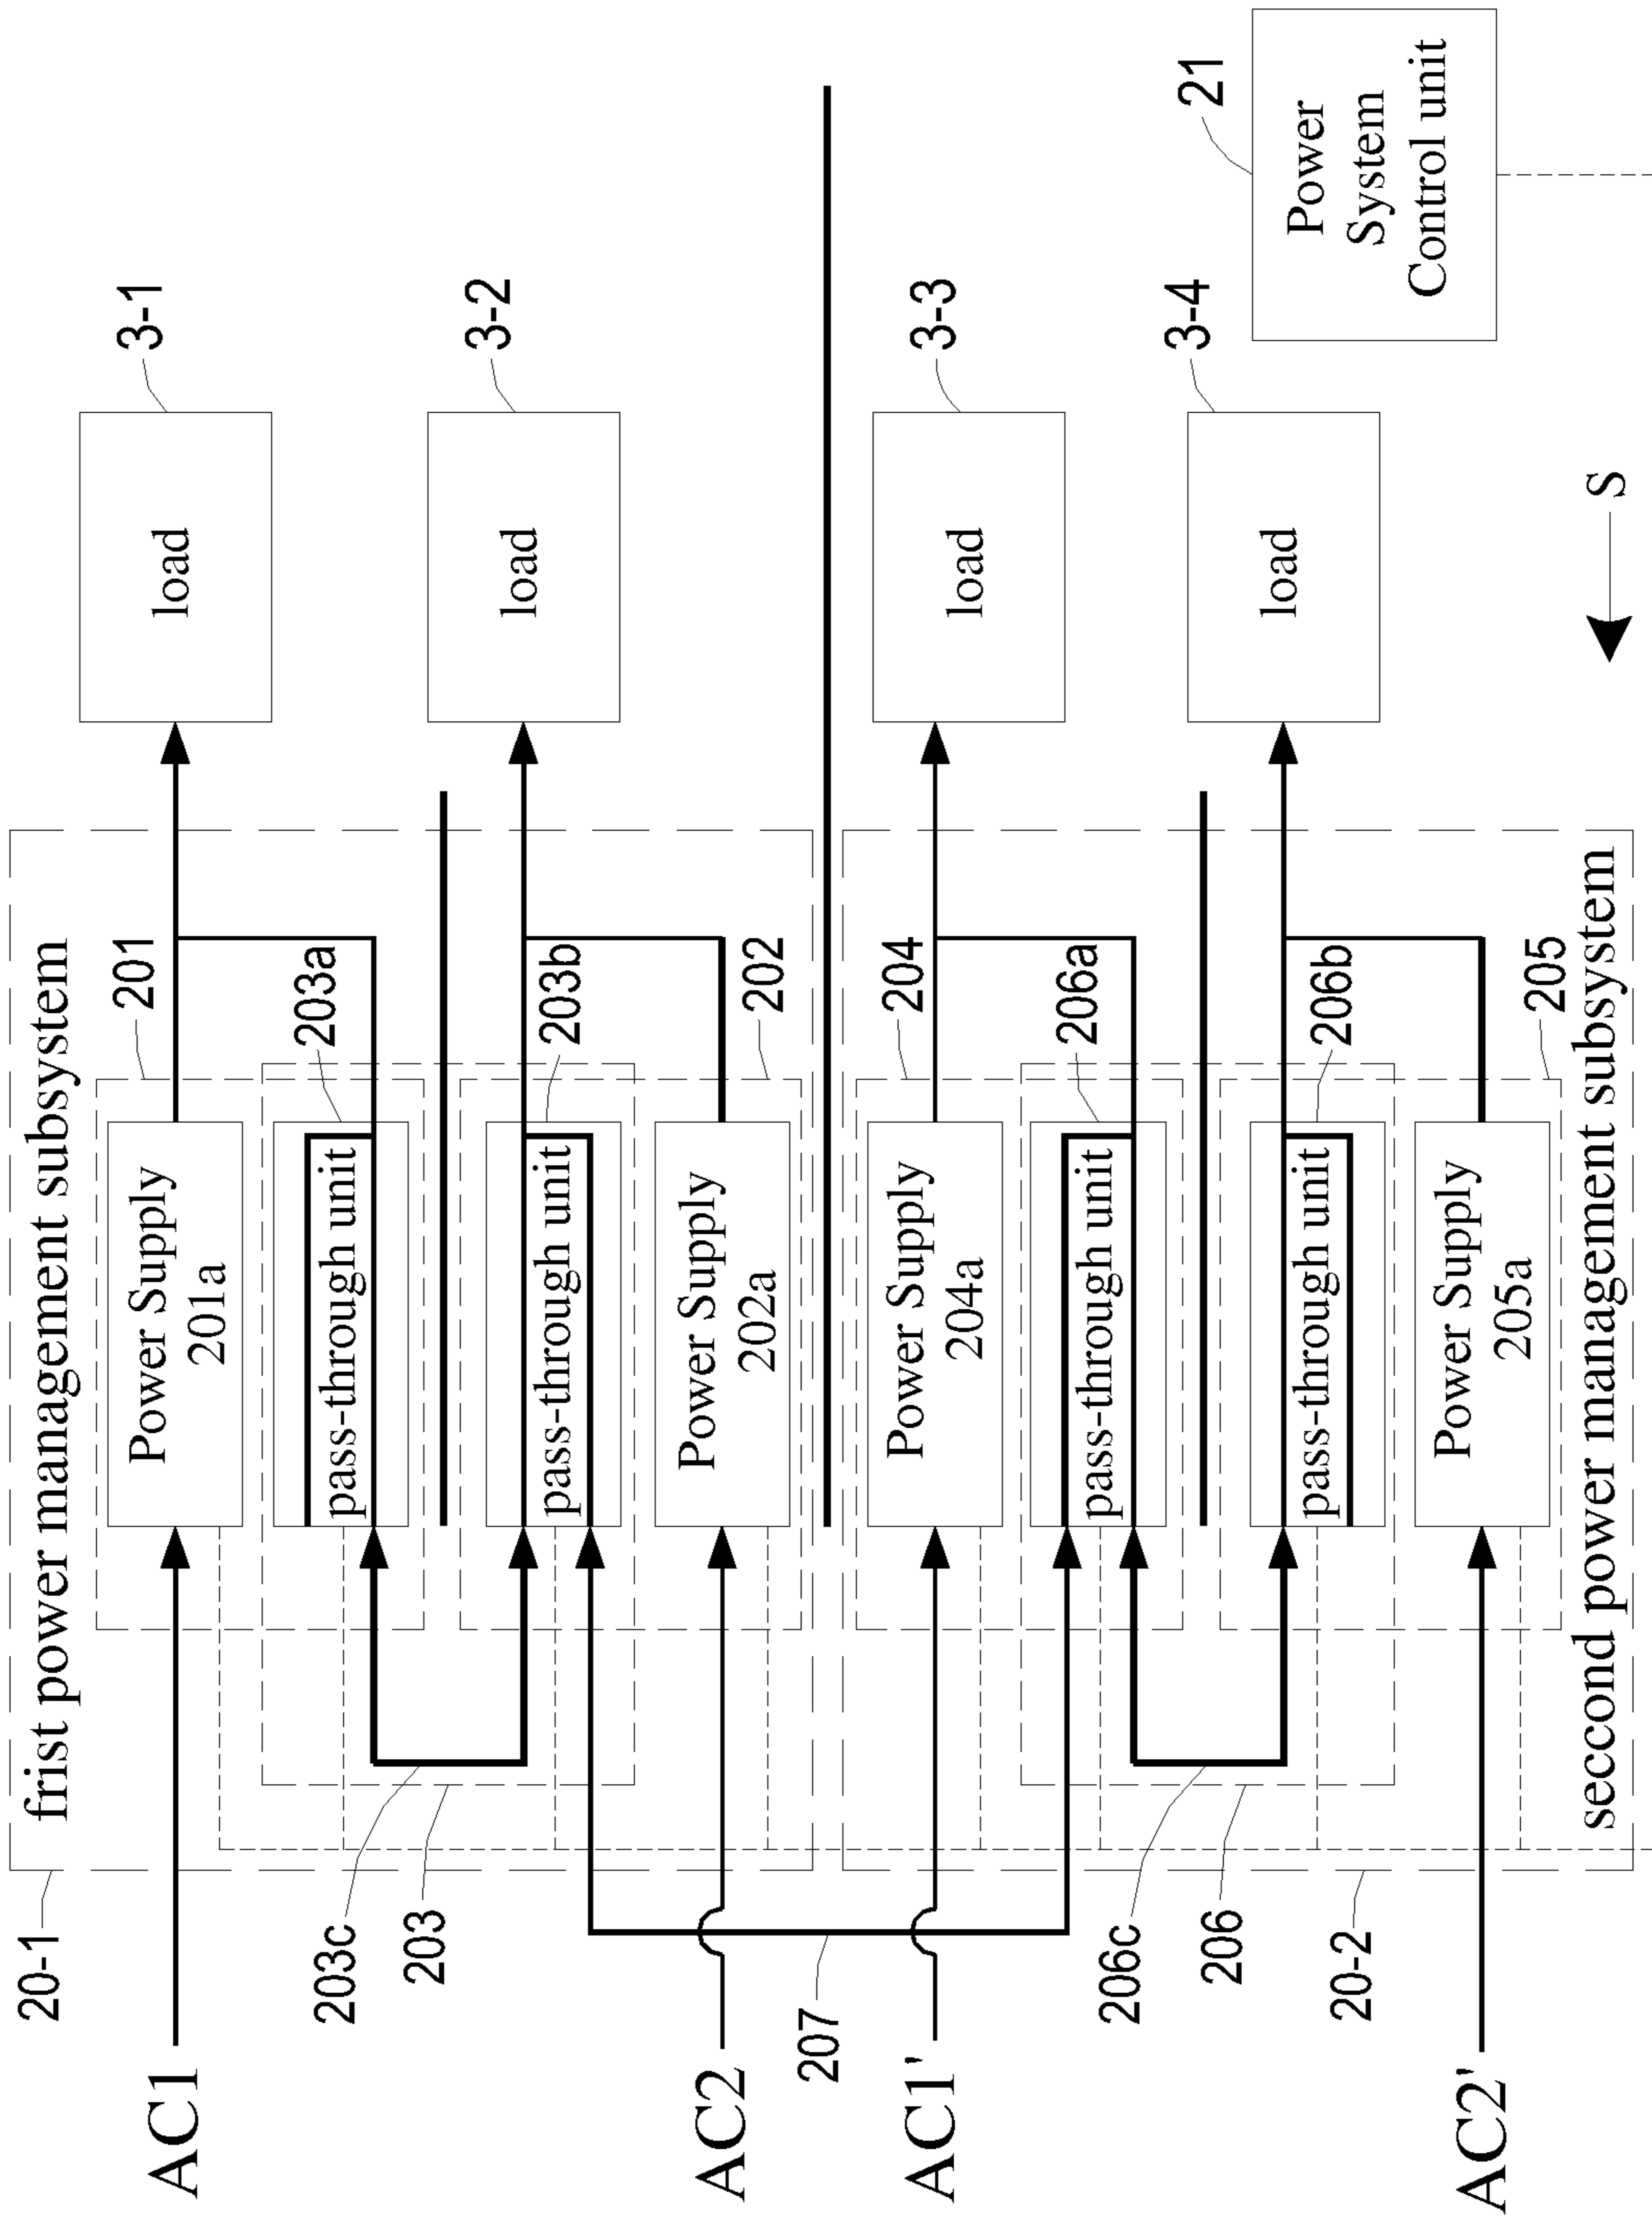 20-1
frist power management subsystem
AC1
Power Supply
201a
201
load
3-1
203c
203
pass-through unit
203a
pass-through unit
203b
load
3-2
AC2
Power Supply
202a
202
207
AC1'
Power Supply
204a
204
load
3-3
206c
206
pass-through unit
206a
pass-through unit
206b
load
3-4
20-2
AC2'
Power Supply
205a
205
seccond power management subsystem
21
Power
System
Control unit
S